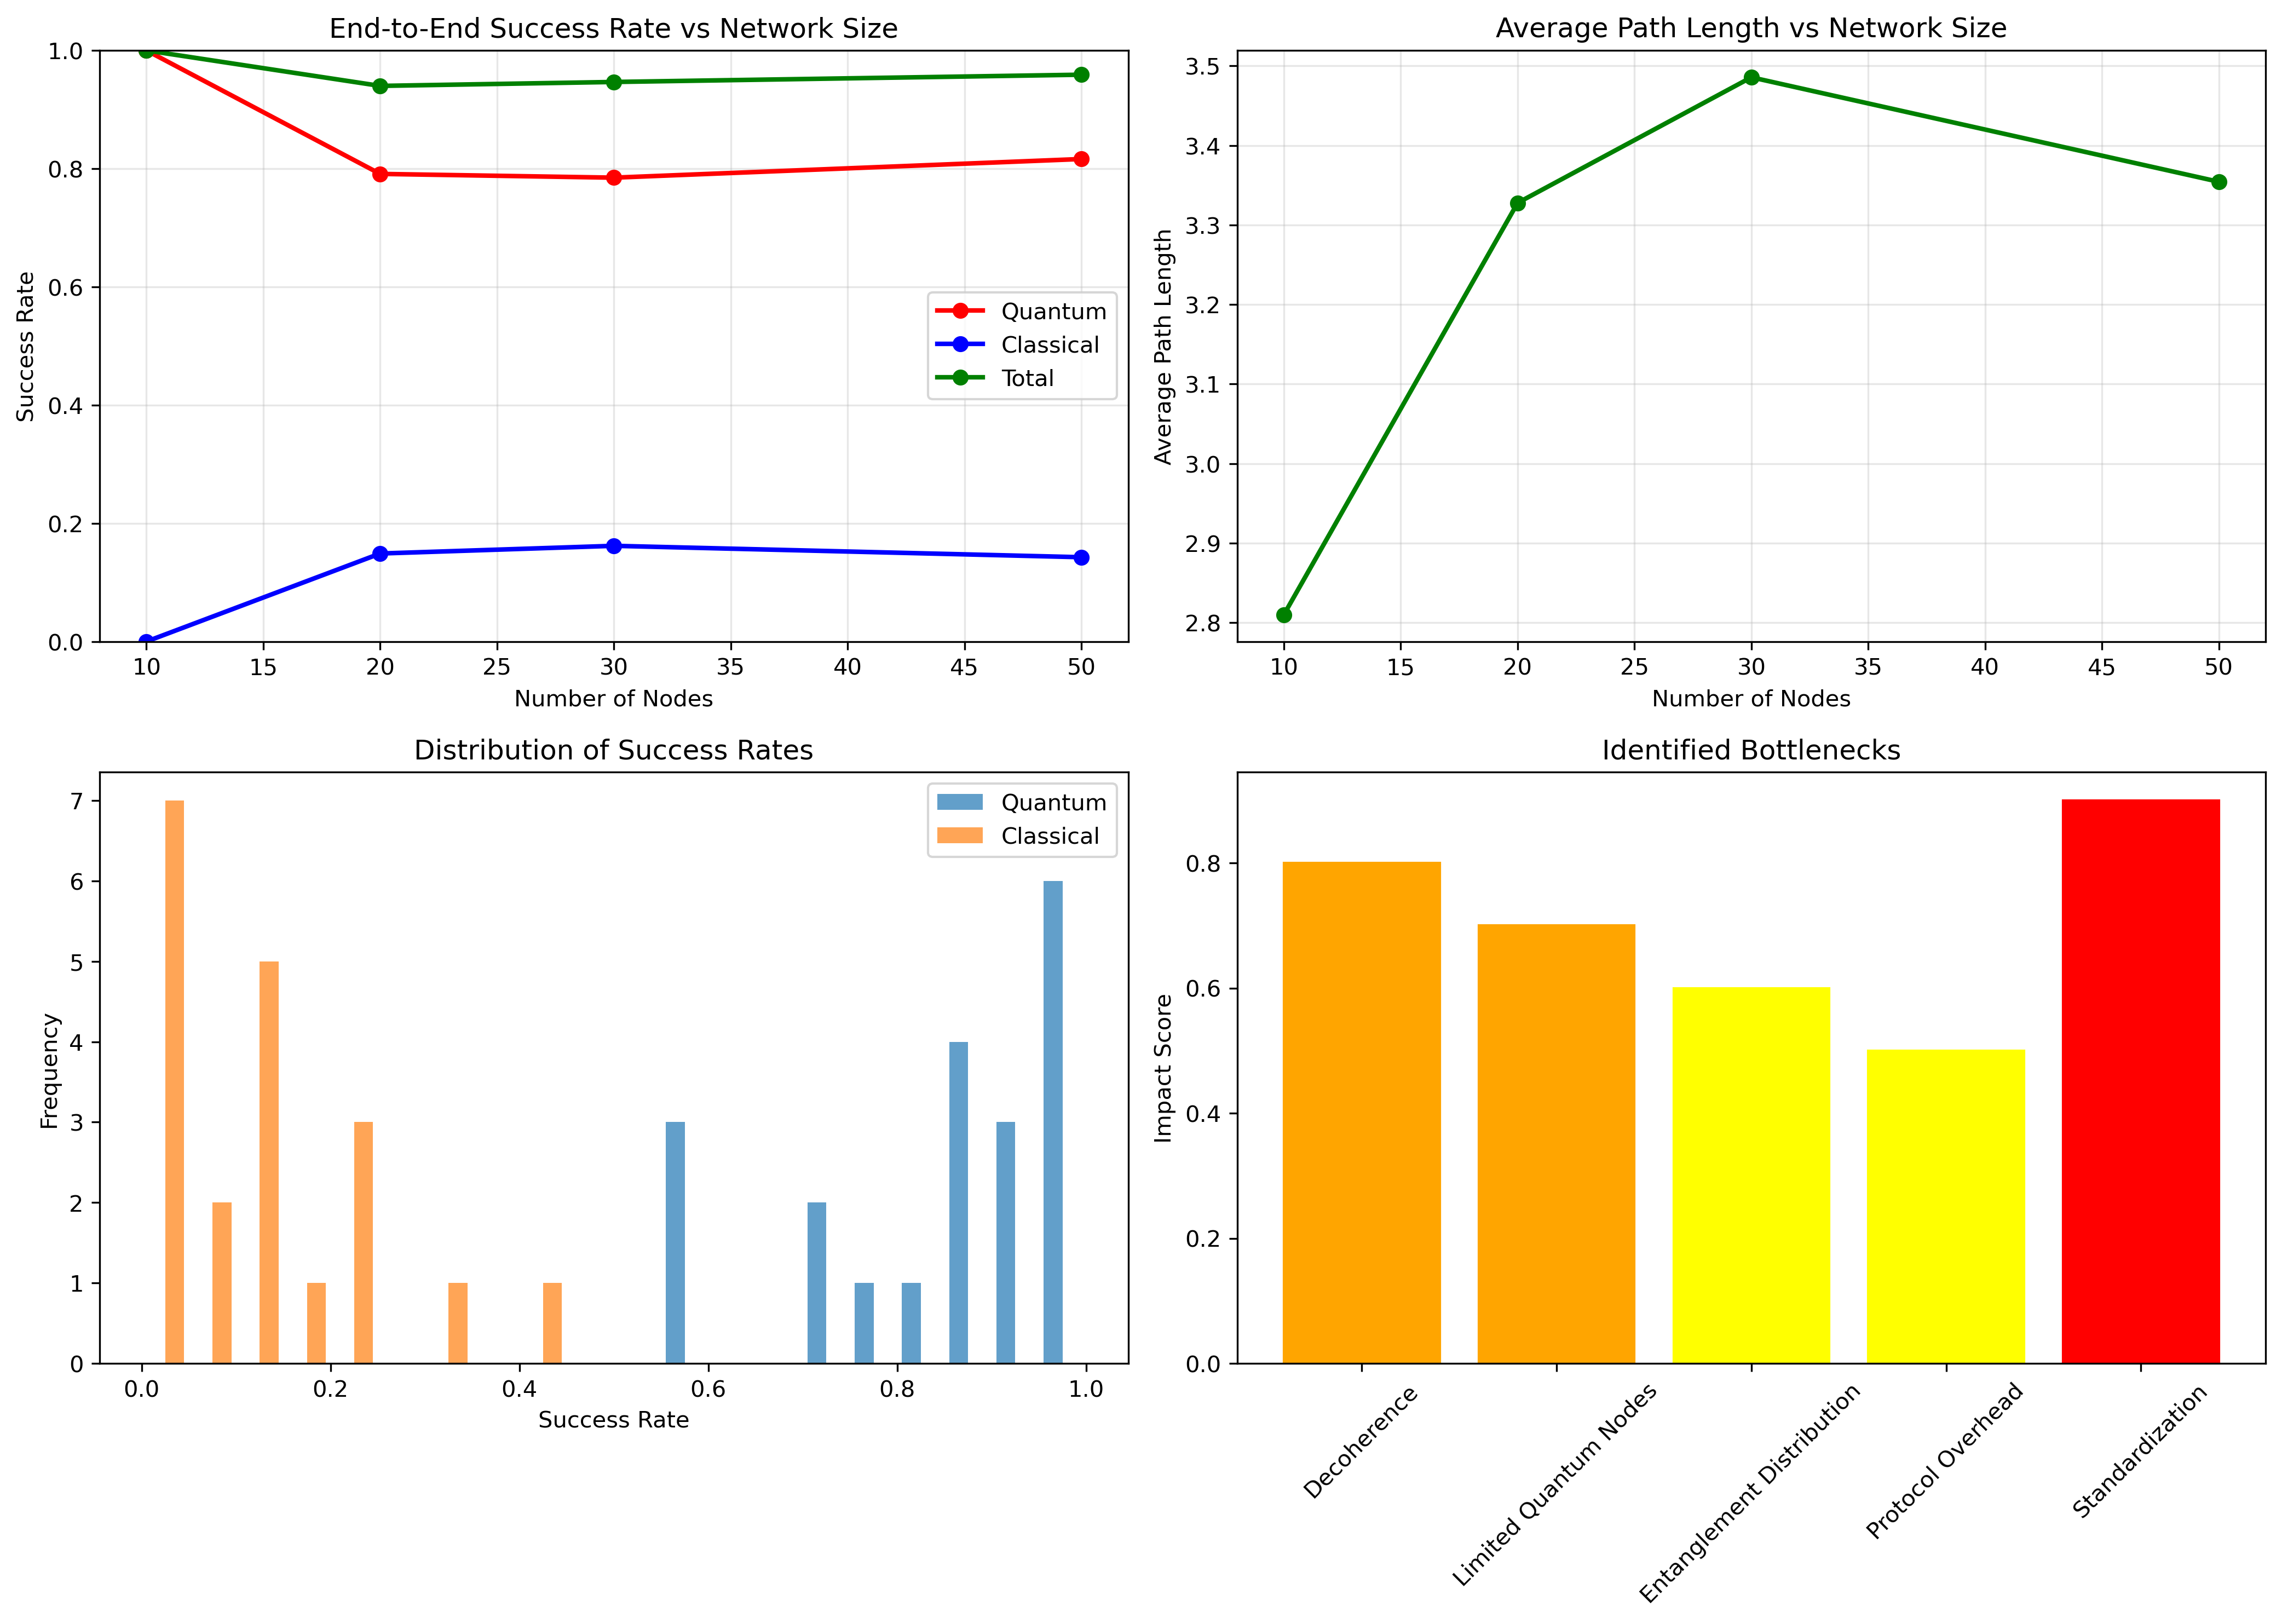 End-to-End Success Rate vs Network Size
1.0
0.8
0.6
0.4
0.2
0.0
Success Rate
Quantum
Classical
Total
10 15 20 25 30 35 40 45 50
Number of Nodes
Average Path Length vs Network Size
3.5
3.4
3.3
3.2
3.1
3.0
2.9
2.8
Average Path Length
10 15 20 25 30 35 40 45 50
Number of Nodes
Distribution of Success Rates
7
6
5
4
3
2
1
0
Frequency
Quantum
Classical
0.0 0.2 0.4 0.6 0.8 1.0
Success Rate
Identified Bottlenecks
0.8
0.6
0.4
0.2
0.0
Impact Score
Decoherence
Limited Quantum Nodes
Entanglement Distribution
Protocol Overhead
Standardization